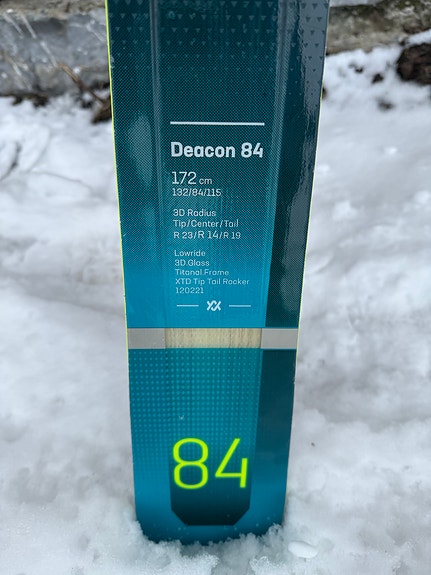 Deacon 84
172 cm
132/84/115
3D Radius
Tip/Center/Tail
R 23/R 14/R 19
Lowride
3D.Glass
Titanal.Frame
XTD Tip Tail Rocker
120221
84